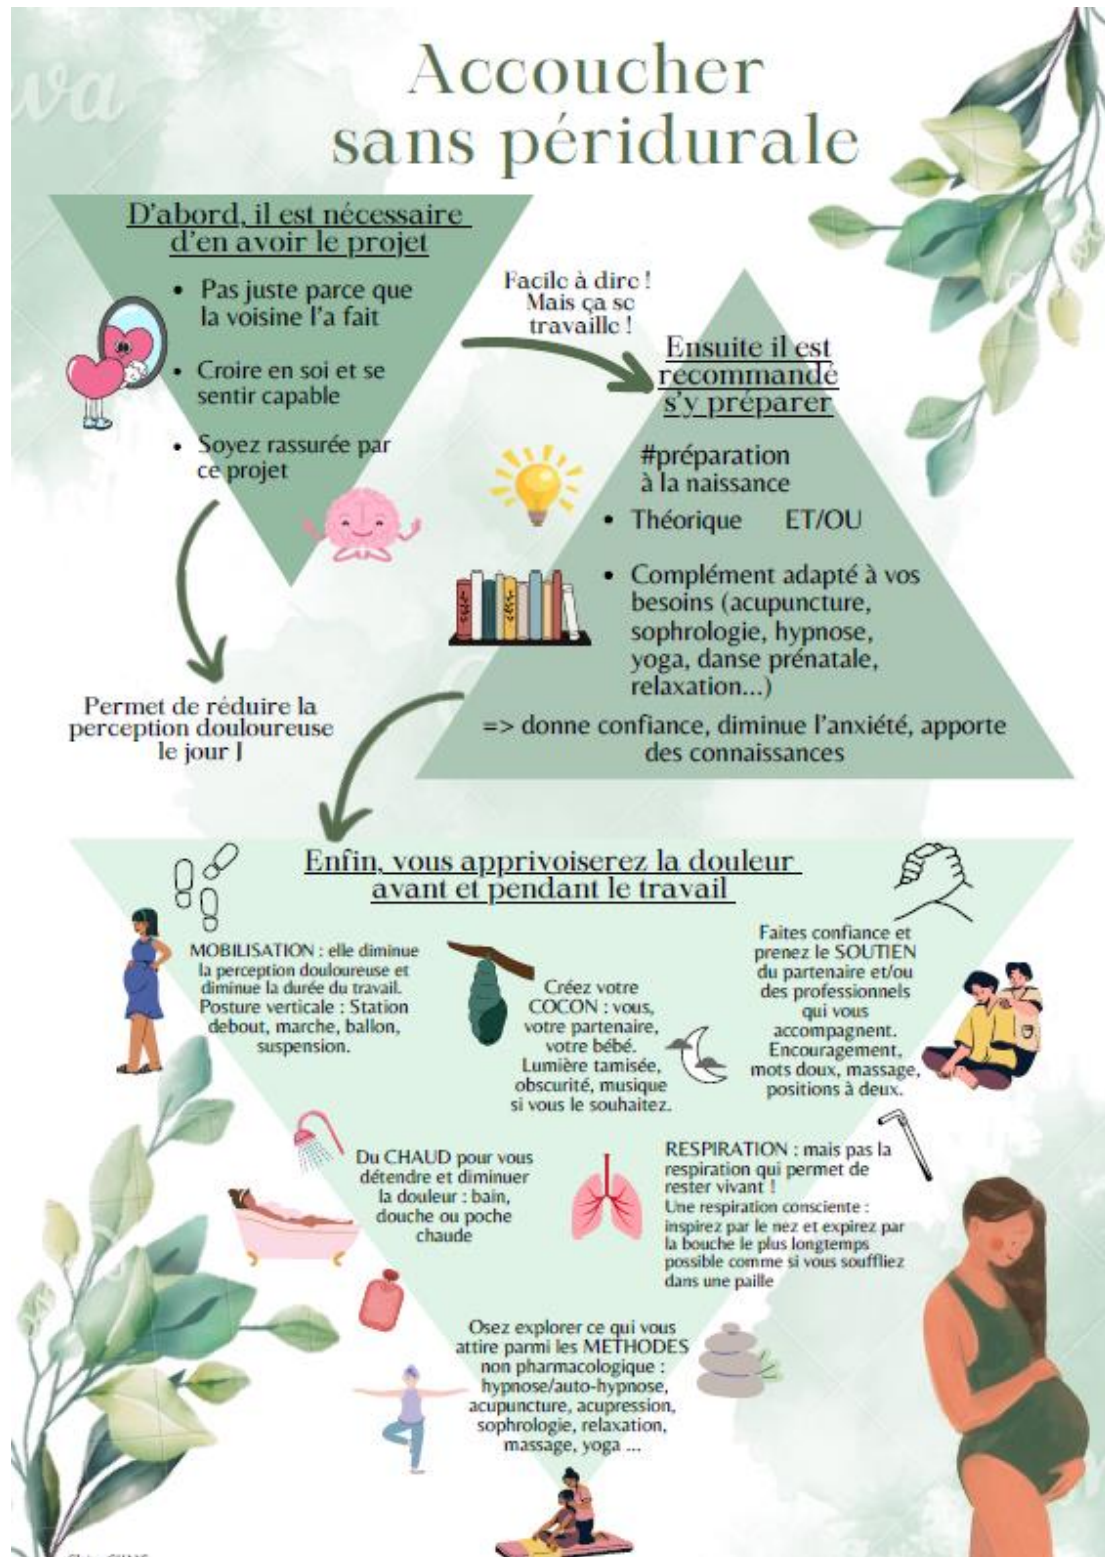 Accoucher
sans péridurale
D'abord, il est nécessaire
d'en avoir le projet
• Pas juste parce que
la voisine l'a fait
• Croire en soi et se
sentir capable
• Soyez rassurée par
ce projet
Facile à dire !
Mais ça se
travaille !
Permet de réduire la
perception douloureuse
le jour J
Ensuite il est
recommandé
s'y préparer
#préparation
à la naissance
• Théorique ET/OU
• Complément adapté à vos
besoins (acupuncture,
sophrologie, hypnose,
yoga, danse prénatale,
relaxation...)
=> donne confiance, diminue l'anxiété, apporte
des connaissances
Enfin, vous apprivoiserez la douleur
avant et pendant le travail
MOBILISATION : elle diminue
la perception douloureuse et
diminue la durée du travail.
Posture verticale : Station
debout, marche, ballon,
suspension.
Créez votre
COCON : vous,
votre partenaire,
votre bébé.
Lumière tamisée,
obscurité, musique
si vous le souhaitez.
Faites confiance et
prenez le SOUTIEN
du partenaire et/ou
des professionnels
qui vous
accompagnent.
Encouragement,
mots doux, massage,
positions à deux.
Du CHAUD pour vous
détendre et diminuer
la douleur : bain,
douche ou poche
chaude
RESPIRATION : mais pas la
respiration qui permet de
rester vivant !
Une respiration consciente :
inspirez par le nez et expirez par
la bouche le plus longtemps
possible comme si vous souffliez
dans une paille
Osez explorer ce qui vous
attire parmi les METHODES
non pharmacologique :
hypnose/auto-hypnose,
acupuncture, acupression,
sophrologie, relaxation,
massage, yoga ...